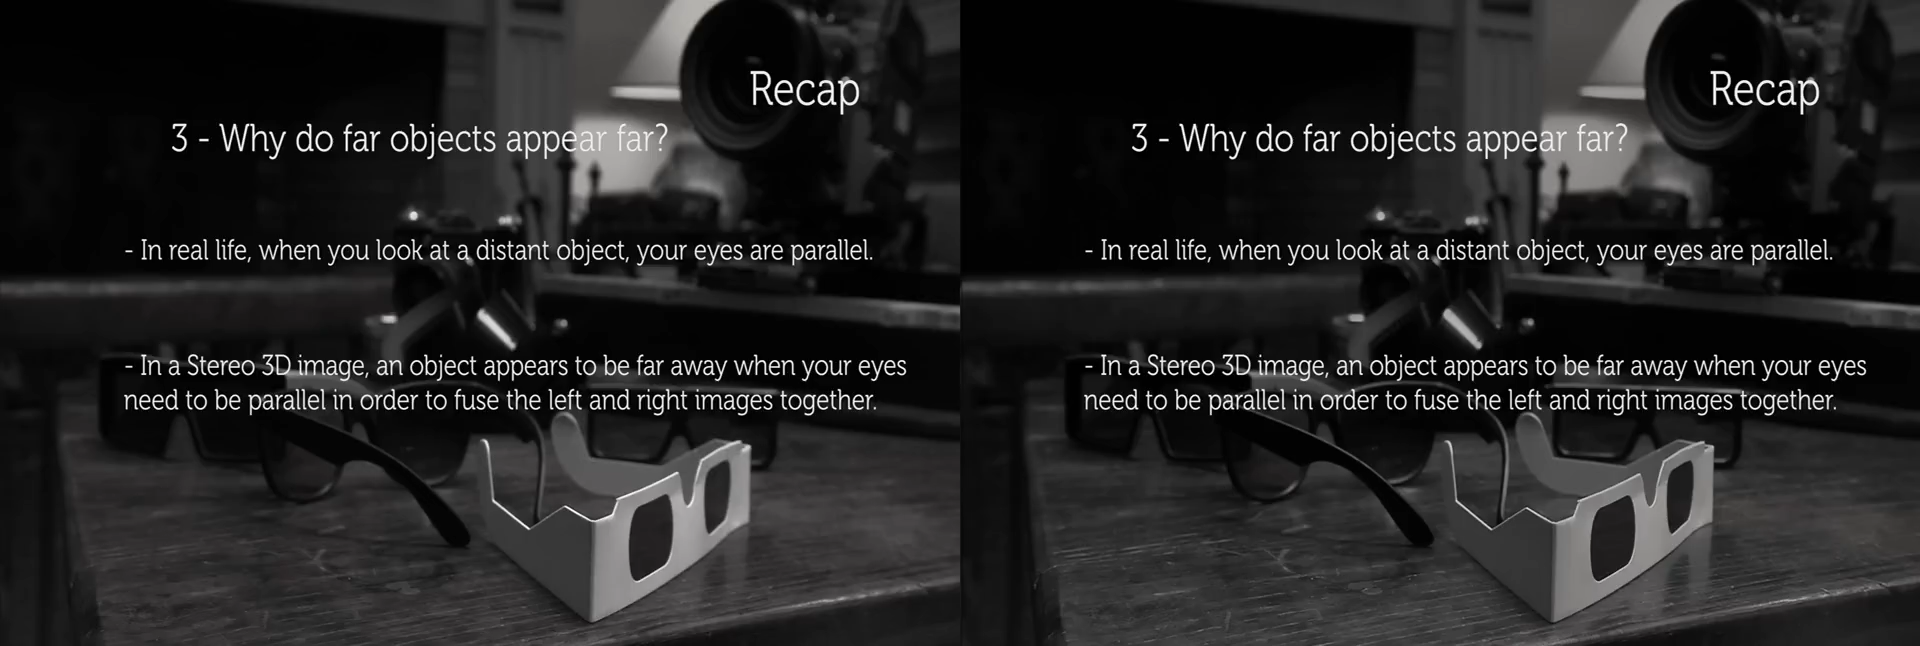 Recap
3 - Why do far objects appear far?
- In real life, when you look at a distant object, your eyes are parallel.
- In a Stereo 3D image, an object appears to be far away when your eyes
need to be parallel in order to fuse the left and right images together.
Recap
3 - Why do far objects appear far?
- In real life, when you look at a distant object, your eyes are parallel.
- In a Stereo 3D image, an object appears to be far away when your eyes
need to be parallel in order to fuse the left and right images together.